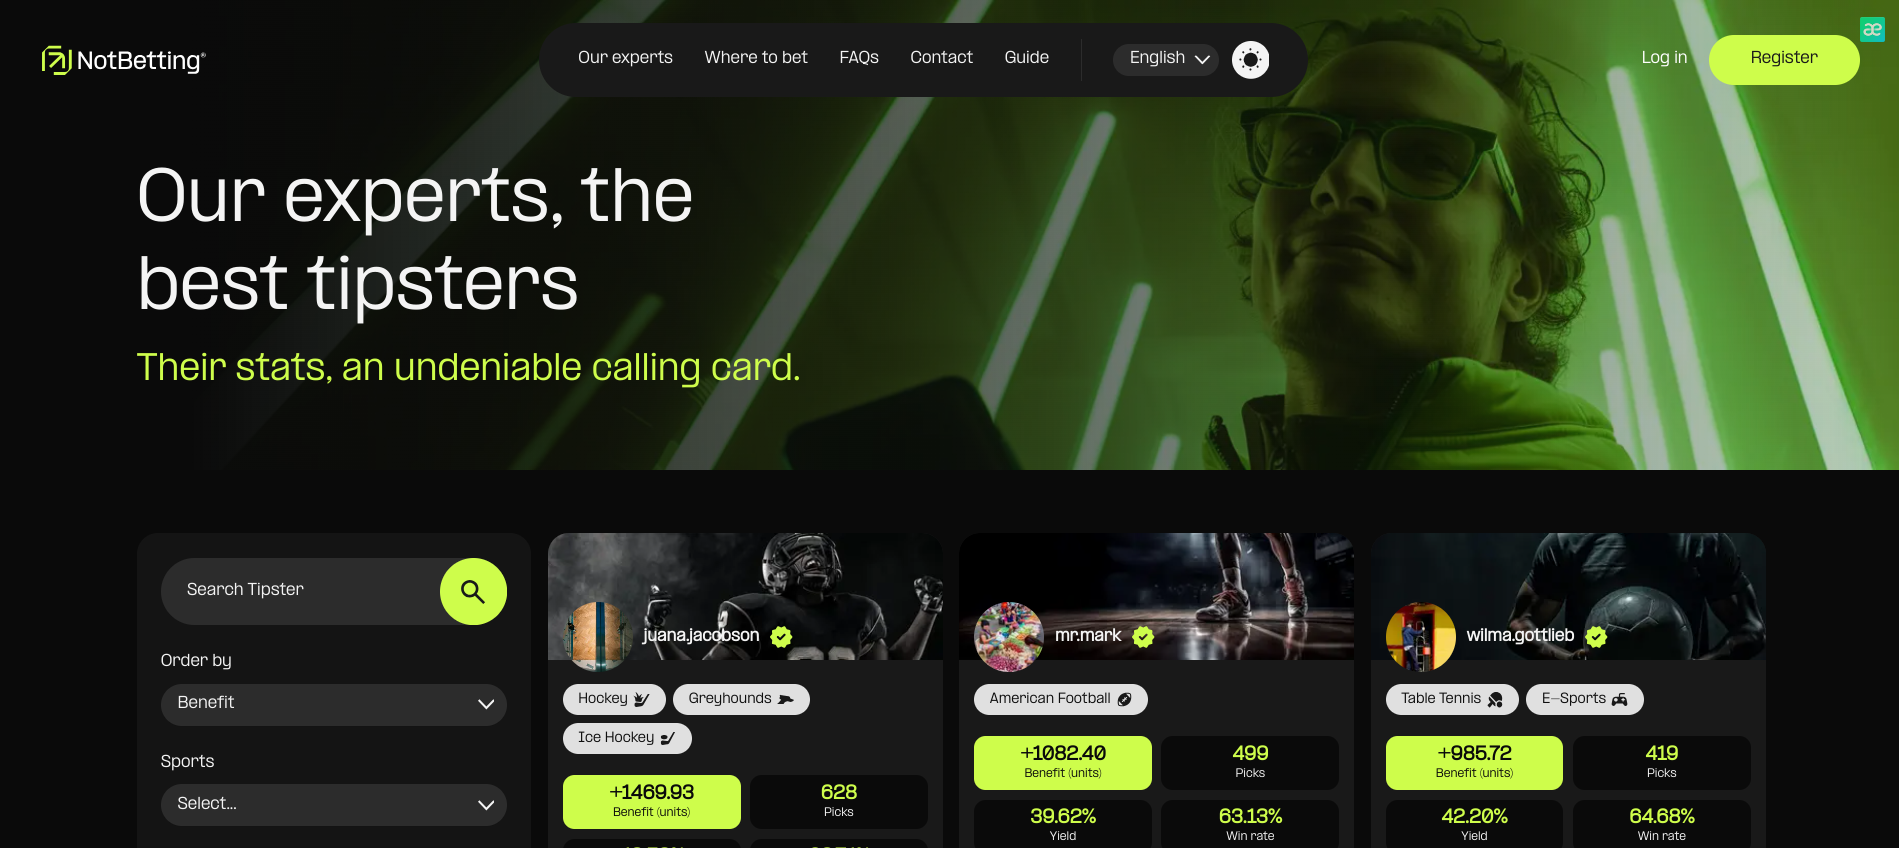 NotBetting®
Our experts
Where to bet
FAQs
Contact
Guide
English
Log in
Register
æ
Our experts, the
best tipsters
Their stats, an undeniable calling card.
Search Tipster
Order by
Benefit
Sports
Select...
juana.jacobson
Hockey
Greyhounds
Ice Hockey
+1469.93
Benefit (units)
628
Picks
mr.mark
American Football
+1082.40
Benefit (units)
499
Picks
39.62%
Yield
63.13%
Win rate
wilma.gottlieb
Table Tennis
E-Sports
+985.72
Benefit (units)
419
Picks
42.20%
Yield
64.68%
Win rate